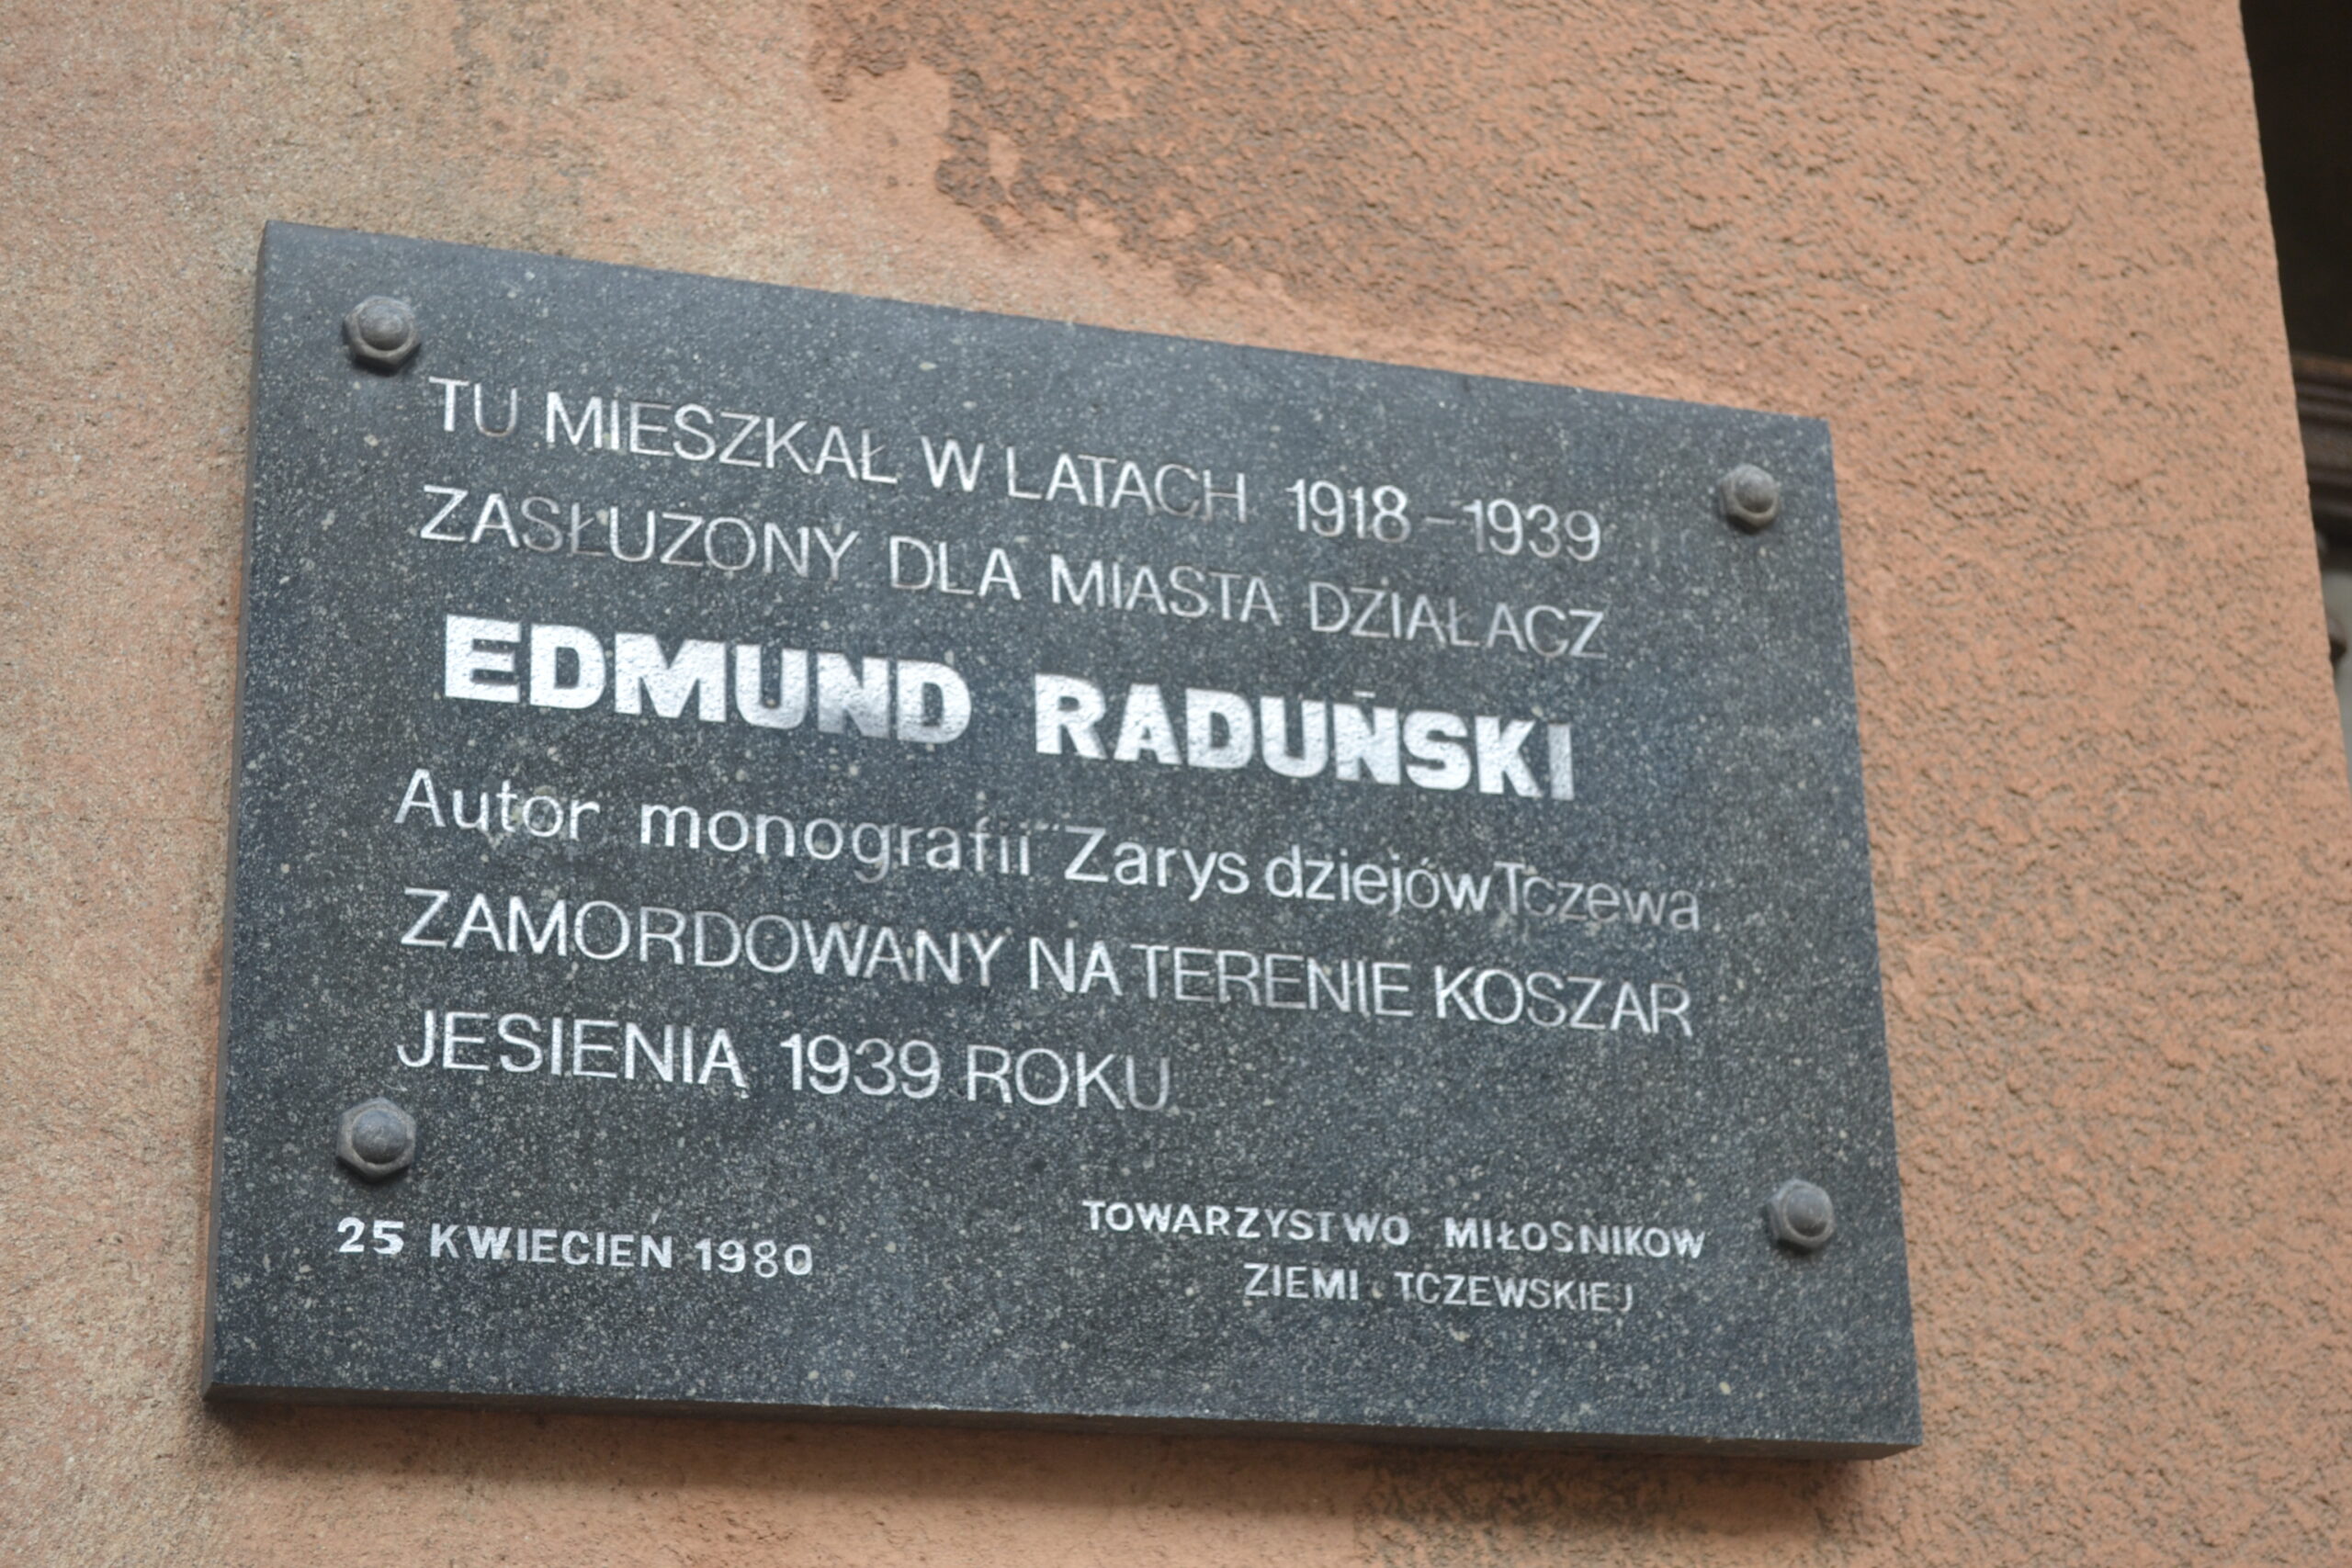 TU MIESZKAŁ W LATACH 1918-1939
ZASŁUŻONY DLA MIASTA DZIAŁACZ
EDMUND RADUŃSKI
Autor monografii "Zarys dziejów Tczewa
ZAMORDOWANY NA TERENIE KOSZAR
JESIENIĄ 1939 ROKU
25 KWIECIEN 1980
TOWARZYSTWO MIŁOSNIKOW
ZIEMI TCZEWSKIEJ